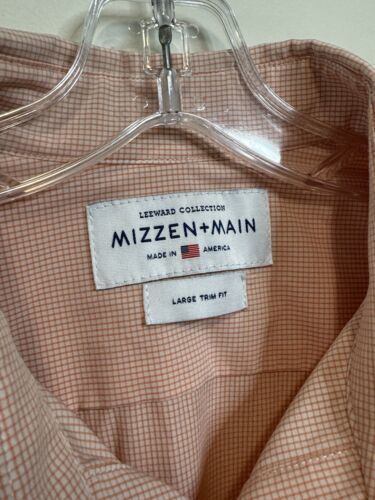 LEEWARD COLLECTION
MIZZEN+MAIN
MADE IN AMERICA
LARGE TRIM FIT